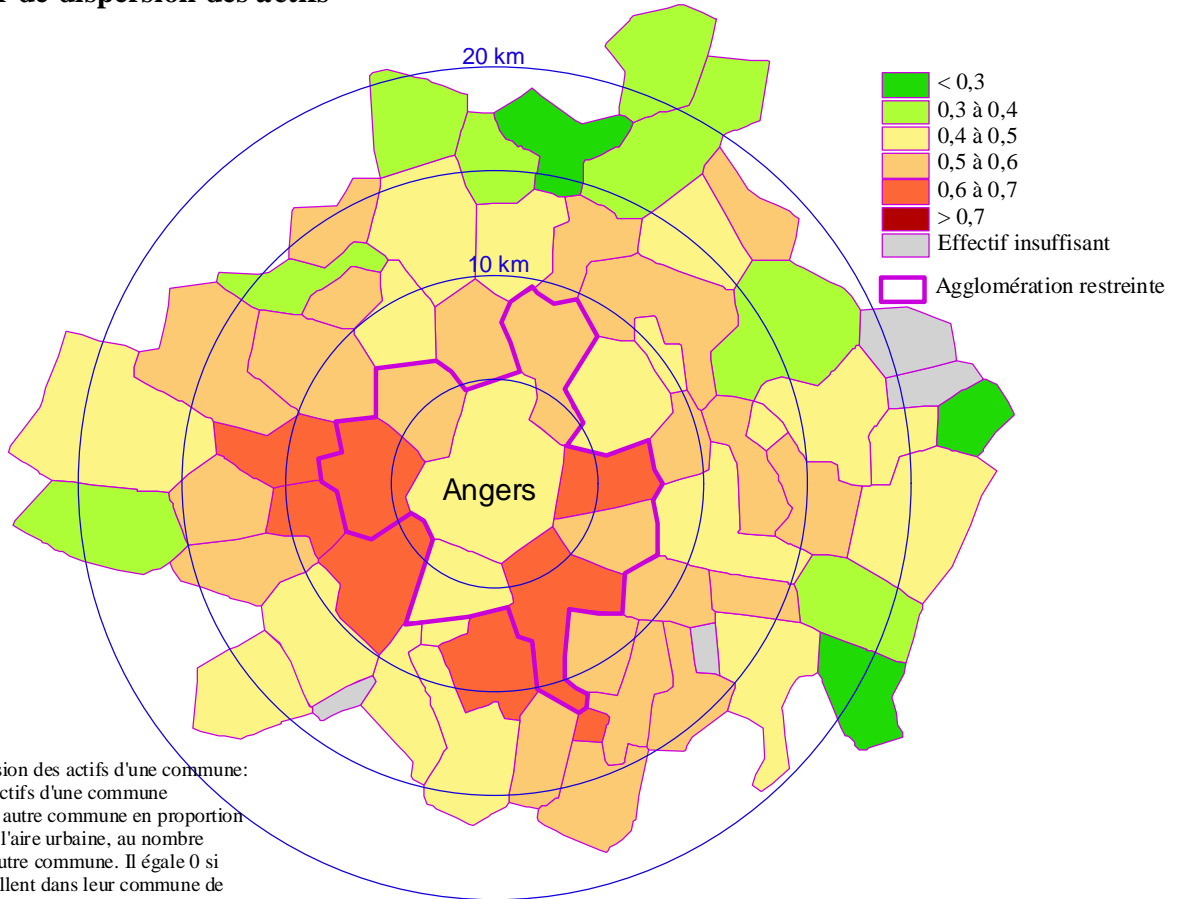 de dispersion des actifs
20 km
10 km
Angers
< 0,3
0,3 à 0,4
0,4 à 0,5
0,5 à 0,6
0,6 à 0,7
> 0,7
Effectif insuffisant
Agglomération restreinte
sion des actifs d'une commune:
ctifs d'une commune
autre commune en proportion
l'aire urbaine, au nombre
utre commune. Il égale 0 si
llent dans leur commune de